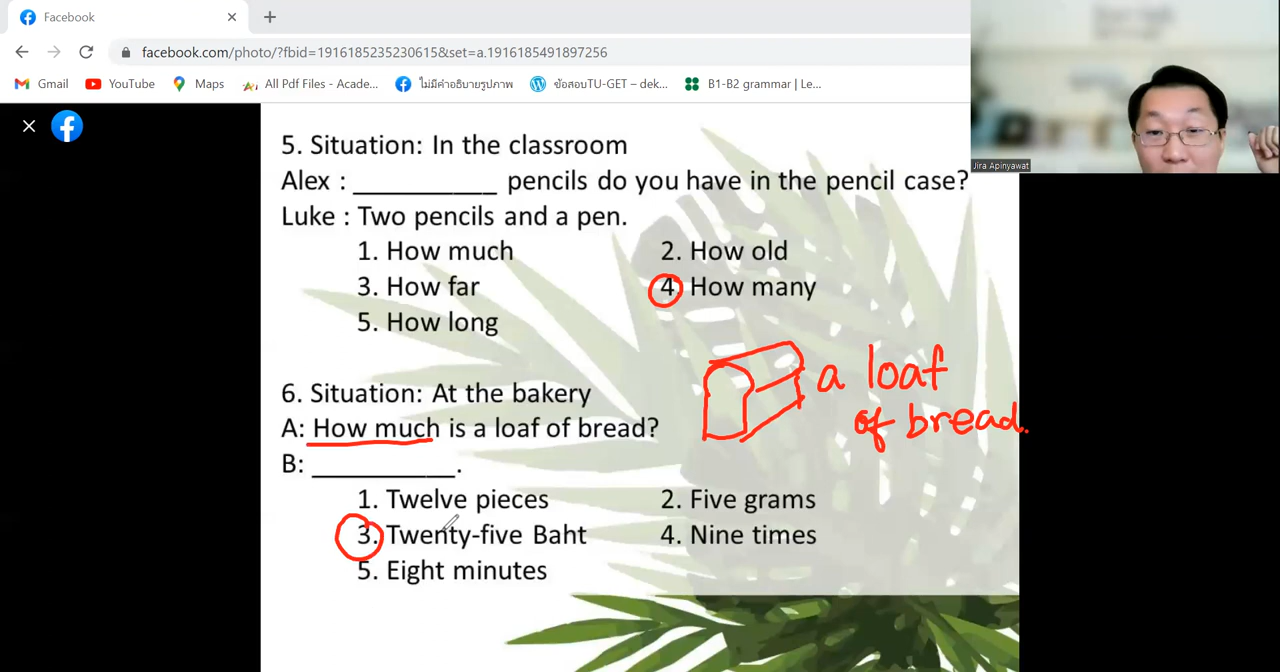 Facebook
facebook.com/photo/?fbid=1916185235230615&set=a.1916185491897256
Gmail YouTube Maps All Pdf Files - Acade... ไม่มีคำอธิบายรูปภาพ ข้อสอบTU-GET – dek... B1-B2 grammar | Le...
Jira Apinyawat
5. Situation: In the classroom
Alex : __________ pencils do you have in the pencil case?
Luke : Two pencils and a pen.
1. How much 2. How old
3. How far 4. How many
5. How long
a loaf
of bread.
6. Situation: At the bakery
A: How much is a loaf of bread?
B: __________.
1. Twelve pieces 2. Five grams
3. Twenty-five Baht 4. Nine times
5. Eight minutes